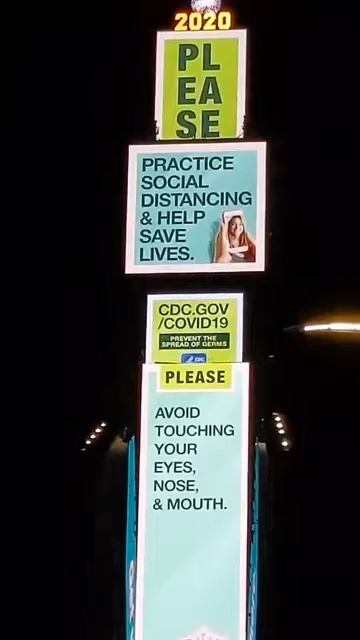 2020
PL
EA
SE
PRACTICE
SOCIAL
DISTANCING
& HELP
SAVE
LIVES.
CDC.GOV
/COVID19
PREVENT THE
SPREAD OF GERMS
CDC
PLEASE
AVOID
TOUCHING
YOUR
EYES,
NOSE,
& MOUTH.